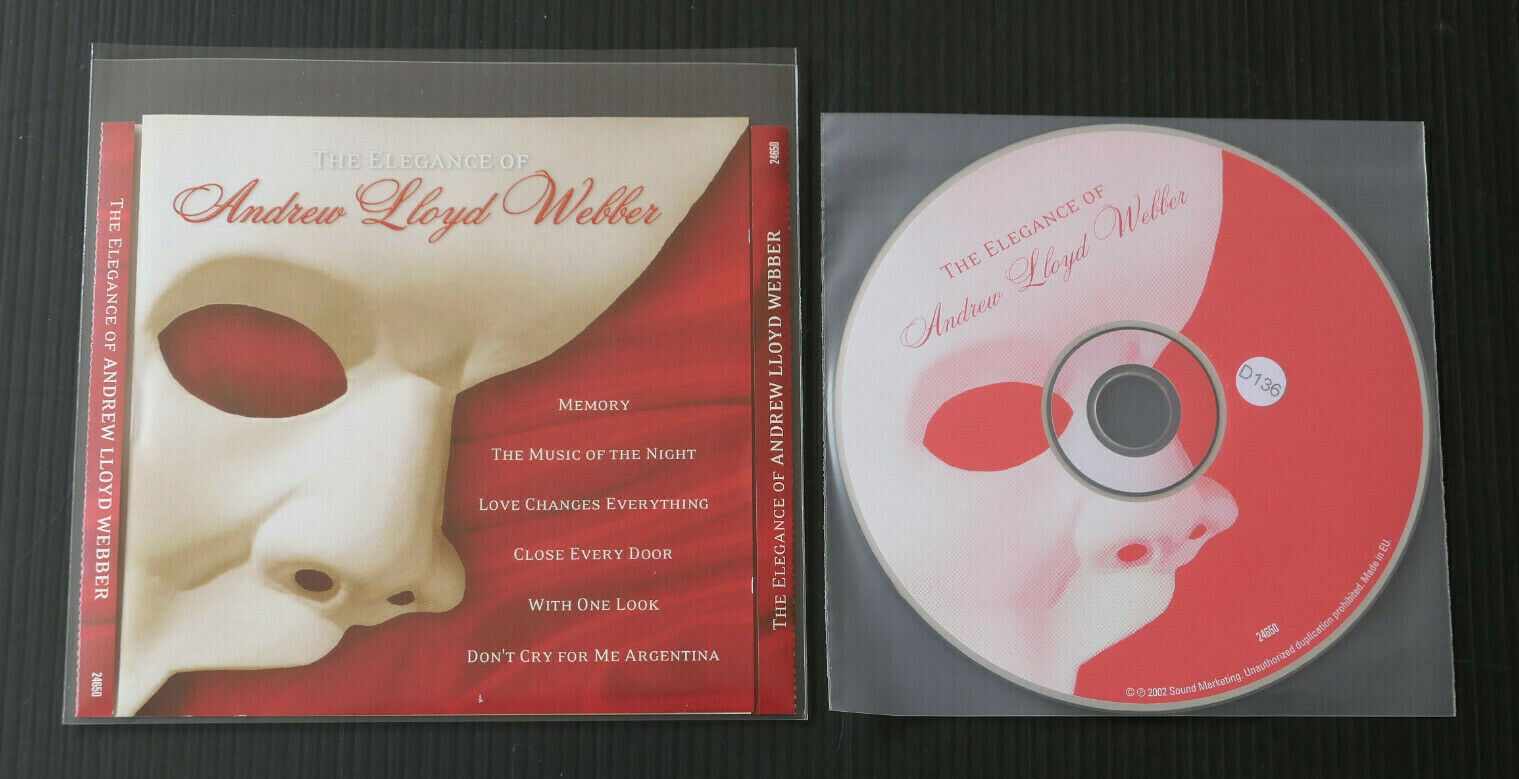 THE ELEGANCE OF ANDREW LLOYD WEBBER
24650
THE ELEGANCE OF
Andrew Lloyd Webber
MEMORY
THE MUSIC OF THE NIGHT
LOVE CHANGES EVERYTHING
CLOSE EVERY DOOR
WITH ONE LOOK
DON'T CRY FOR ME ARGENTINA
24650
THE ELEGANCE OF ANDREW LLOYD WEBBER
THE ELEGANCE OF
Andrew Lloyd Webber
D136
24650
© ℗ 2002 Sound Marketing. Unauthorized duplication prohibited. Made in EU.